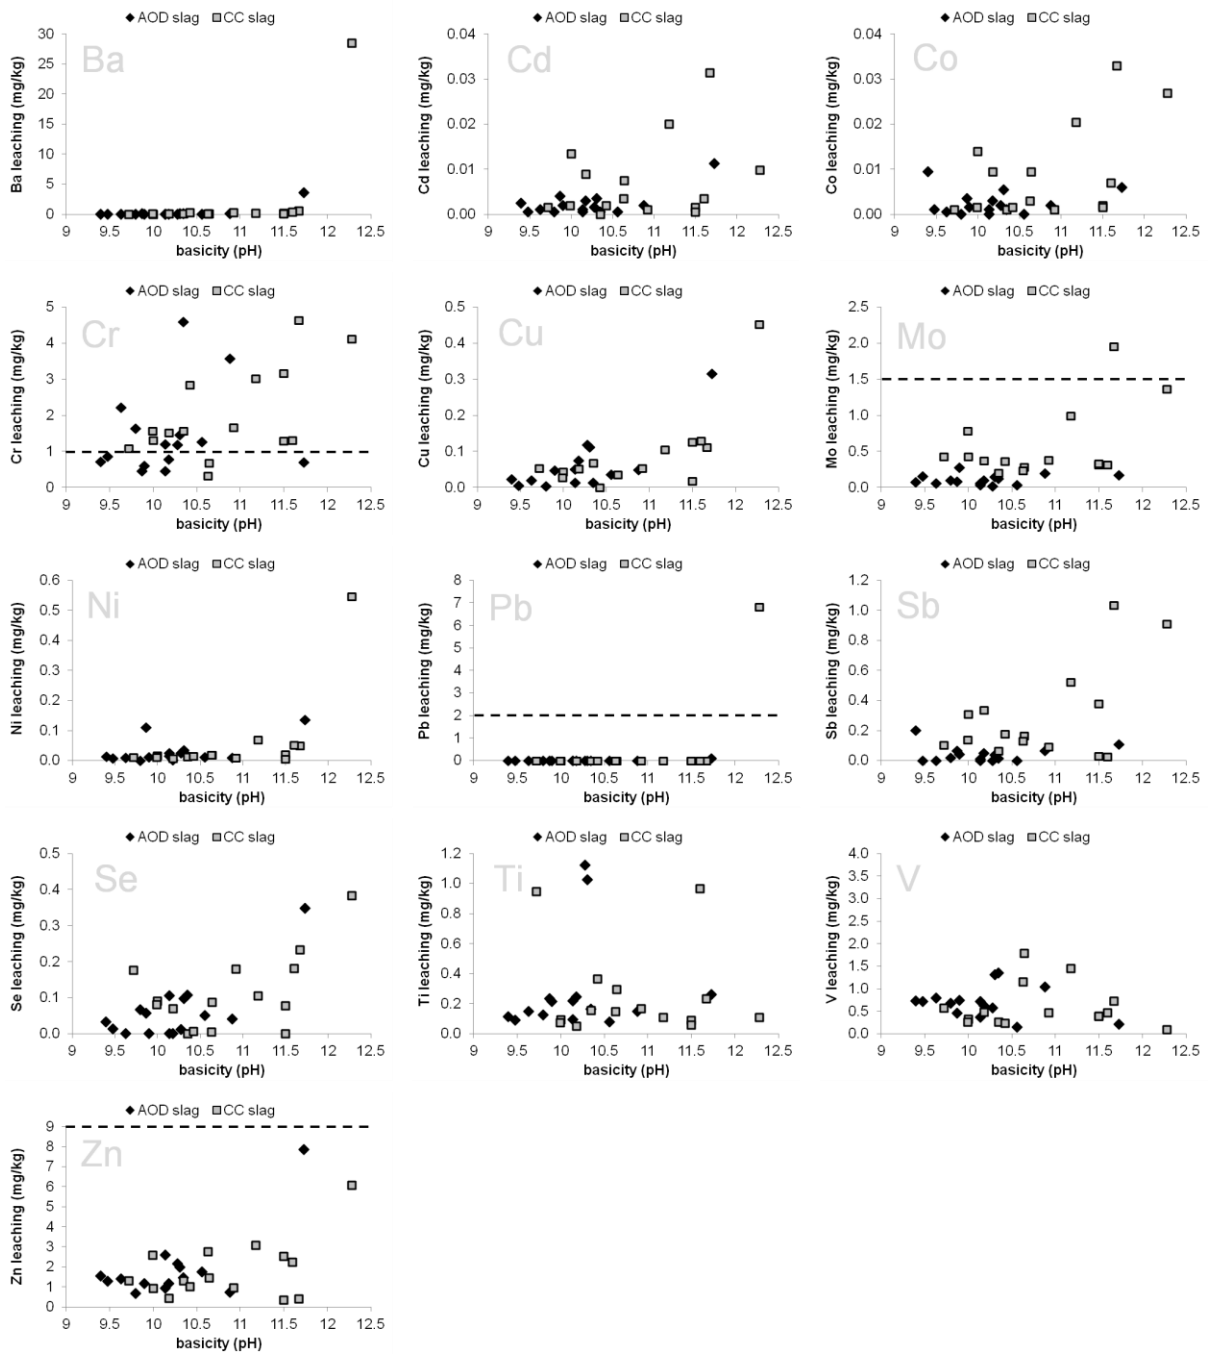 AOD slag CC slag
Ba
Ba leaching (mg/kg)
30
25
20
15
10
5
0
9 9.5 10 10.5 11 11.5 12 12.5
basicity (pH)
AOD slag CC slag
Cd
Cd leaching (mg/kg)
0.04
0.03
0.02
0.01
0.00
9 9.5 10 10.5 11 11.5 12 12.5
basicity (pH)
AOD slag CC slag
Co
Co leaching (mg/kg)
0.04
0.03
0.02
0.01
0.00
9 9.5 10 10.5 11 11.5 12 12.5
basicity (pH)
AOD slag CC slag
Cr
Cr leaching (mg/kg)
5
4
3
2
1
0
9 9.5 10 10.5 11 11.5 12 12.5
basicity (pH)
AOD slag CC slag
Cu
Cu leaching (mg/kg)
0.5
0.4
0.3
0.2
0.1
0.0
9 9.5 10 10.5 11 11.5 12 12.5
basicity (pH)
AOD slag CC slag
Mo
Mo leaching (mg/kg)
2.5
2.0
1.5
1.0
0.5
0.0
9 9.5 10 10.5 11 11.5 12 12.5
basicity (pH)
AOD slag CC slag
Ni
Ni leaching (mg/kg)
0.6
0.5
0.4
0.3
0.2
0.1
0.0
9 9.5 10 10.5 11 11.5 12 12.5
basicity (pH)
AOD slag CC slag
Pb
Pb leaching (mg/kg)
8
7
6
5
4
3
2
1
0
9 9.5 10 10.5 11 11.5 12 12.5
basicity (pH)
AOD slag CC slag
Sb
Sb leaching (mg/kg)
1.2
1.0
0.8
0.6
0.4
0.2
0.0
9 9.5 10 10.5 11 11.5 12 12.5
basicity (pH)
AOD slag CC slag
Se
Se leaching (mg/kg)
0.5
0.4
0.3
0.2
0.1
0.0
9 9.5 10 10.5 11 11.5 12 12.5
basicity (pH)
AOD slag CC slag
Ti
Ti leaching (mg/kg)
1.2
1.0
0.8
0.6
0.4
0.2
0.0
9 9.5 10 10.5 11 11.5 12 12.5
basicity (pH)
AOD slag CC slag
V
V leaching (mg/kg)
4.0
3.5
3.0
2.5
2.0
1.5
1.0
0.5
0.0
9 9.5 10 10.5 11 11.5 12 12.5
basicity (pH)
AOD slag CC slag
Zn
Zn leaching (mg/kg)
9
8
7
6
5
4
3
2
1
0
9 9.5 10 10.5 11 11.5 12 12.5
basicity (pH)